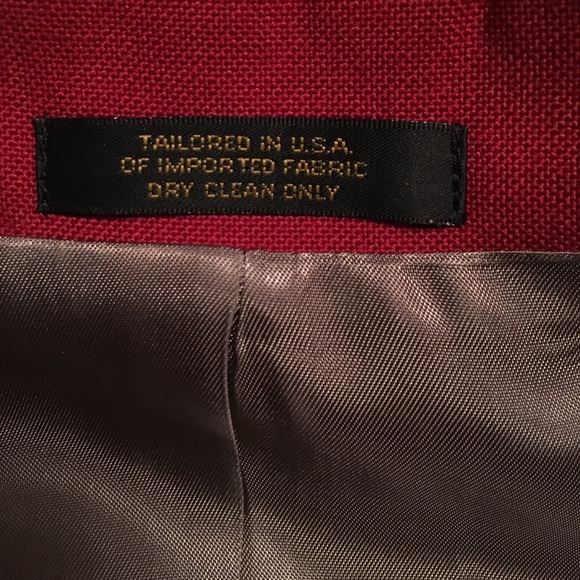 TAILORED IN U.S.A.
OF IMPORTED FABRIC
DRY CLEAN ONLY